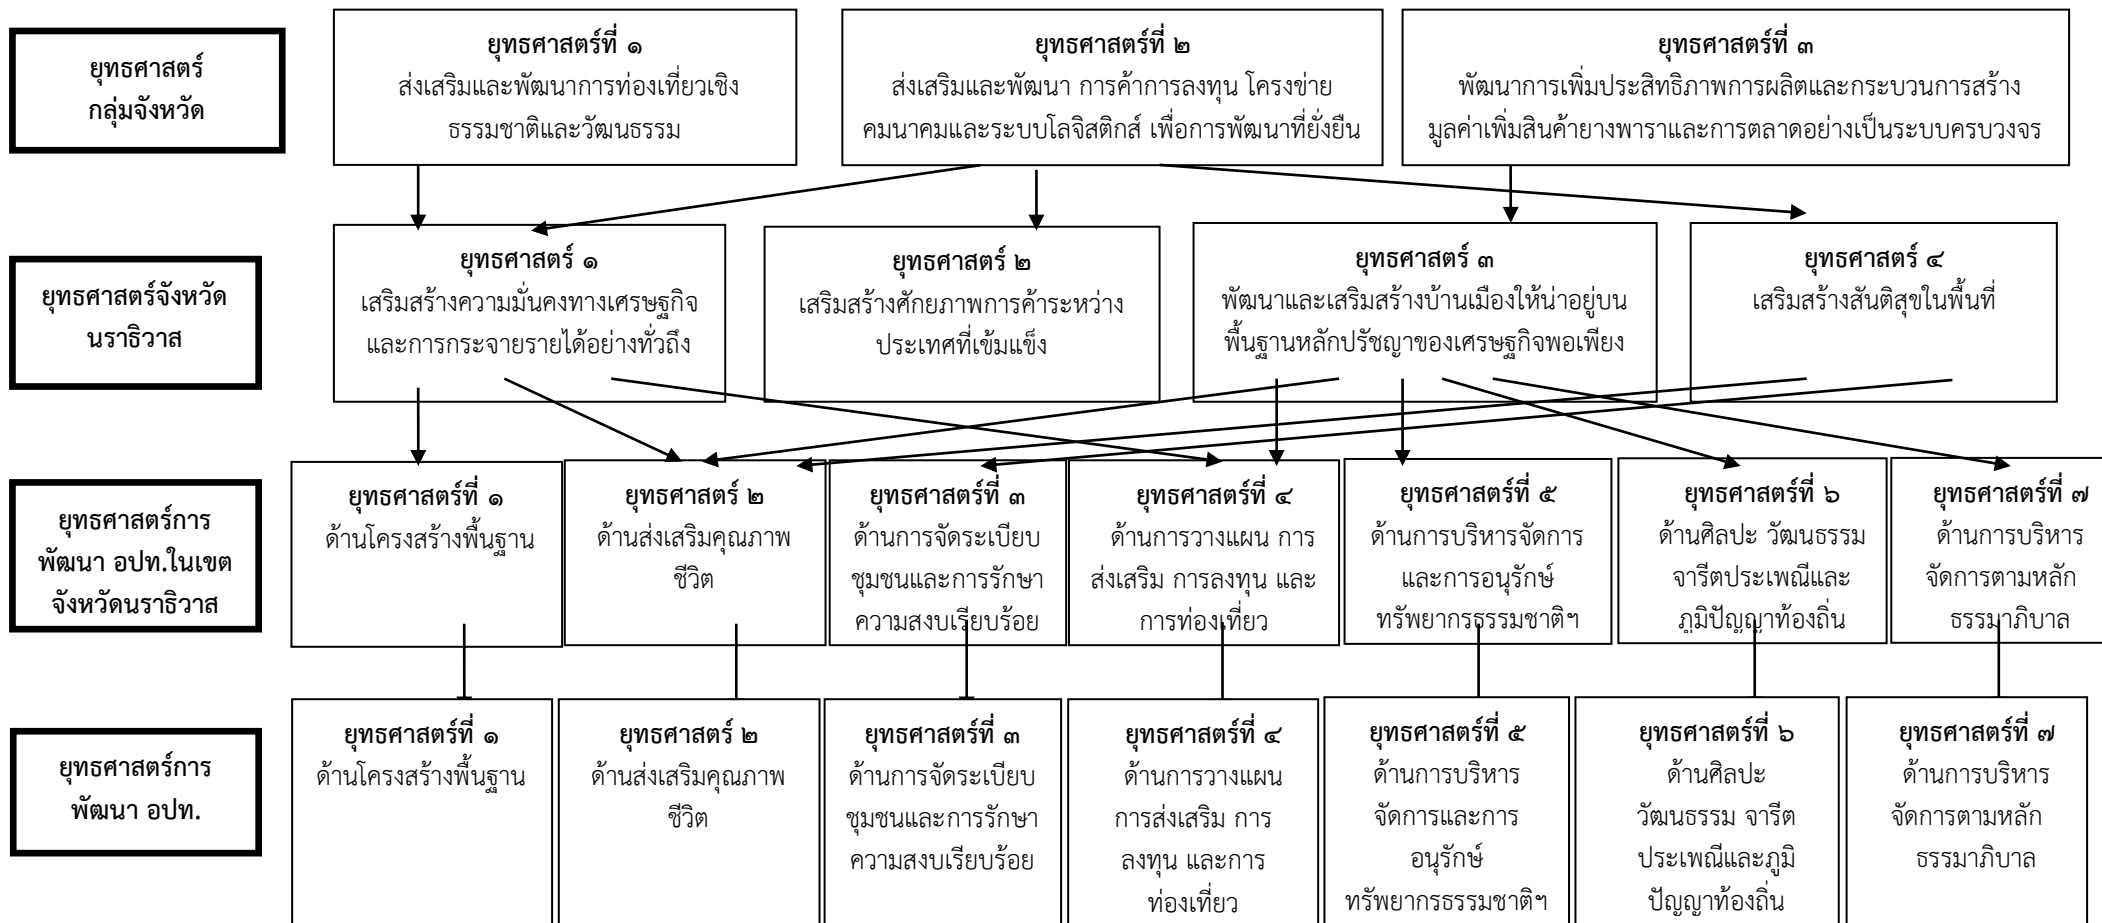 ยุทธศาสตร์
กลุ่มจังหวัด
ยุทธศาสตร์ที่ ๑
ส่งเสริมและพัฒนาการท่องเที่ยวเชิง
ธรรมชาติและวัฒนธรรม
ยุทธศาสตร์ที่ ๒
ส่งเสริมและพัฒนา การค้าการลงทุน โครงข่าย
คมนาคมและระบบโลจิสติกส์ เพื่อการพัฒนาที่ยั่งยืน
ยุทธศาสตร์ที่ ๓
พัฒนาการเพิ่มประสิทธิภาพการผลิตและกระบวนการสร้าง
มูลค่าเพิ่มสินค้ายางพาราและการตลาดอย่างเป็นระบบครบวงจร
ยุทธศาสตร์จังหวัด
นราธิวาส
ยุทธศาสตร์ ๑
เสริมสร้างความมั่นคงทางเศรษฐกิจ
และการกระจายรายได้อย่างทั่วถึง
ยุทธศาสตร์ ๒
เสริมสร้างศักยภาพการค้าระหว่าง
ประเทศที่เข้มแข็ง
ยุทธศาสตร์ ๓
พัฒนาและเสริมสร้างบ้านเมืองให้น่าอยู่บน
พื้นฐานหลักปรัชญาของเศรษฐกิจพอเพียง
ยุทธศาสตร์ ๔
เสริมสร้างสันติสุขในพื้นที่
ยุทธศาสตร์การ
พัฒนา อปท.ในเขต
จังหวัดนราธิวาส
ยุทธศาสตร์ที่ ๑
ด้านโครงสร้างพื้นฐาน
ยุทธศาสตร์ ๒
ด้านส่งเสริมคุณภาพ
ชีวิต
ยุทธศาสตร์ที่ ๓
ด้านการจัดระเบียบ
ชุมชนและการรักษา
ความสงบเรียบร้อย
ยุทธศาสตร์ที่ ๔
ด้านการวางแผน การ
ส่งเสริม การลงทุน และ
การท่องเที่ยว
ยุทธศาสตร์ที่ ๕
ด้านการบริหารจัดการ
และการอนุรักษ์
ทรัพยากรธรรมชาติฯ
ยุทธศาสตร์ที่ ๖
ด้านศิลปะ วัฒนธรรม
จารีตประเพณีและ
ภูมิปัญญาท้องถิ่น
ยุทธศาสตร์ที่ ๗
ด้านการบริหาร
จัดการตามหลัก
ธรรมาภิบาล
ยุทธศาสตร์การ
พัฒนา อปท.
ยุทธศาสตร์ที่ ๑
ด้านโครงสร้างพื้นฐาน
ยุทธศาสตร์ ๒
ด้านส่งเสริมคุณภาพ
ชีวิต
ยุทธศาสตร์ที่ ๓
ด้านการจัดระเบียบ
ชุมชนและการรักษา
ความสงบเรียบร้อย
ยุทธศาสตร์ที่ ๔
ด้านการวางแผน
การส่งเสริม การ
ลงทุน และการ
ท่องเที่ยว
ยุทธศาสตร์ที่ ๕
ด้านการบริหาร
จัดการและการ
อนุรักษ์
ทรัพยากรธรรมชาติฯ
ยุทธศาสตร์ที่ ๖
ด้านศิลปะ
วัฒนธรรม จารีต
ประเพณีและภูมิ
ปัญญาท้องถิ่น
ยุทธศาสตร์ที่ ๗
ด้านการบริหาร
จัดการตามหลัก
ธรรมาภิบาล